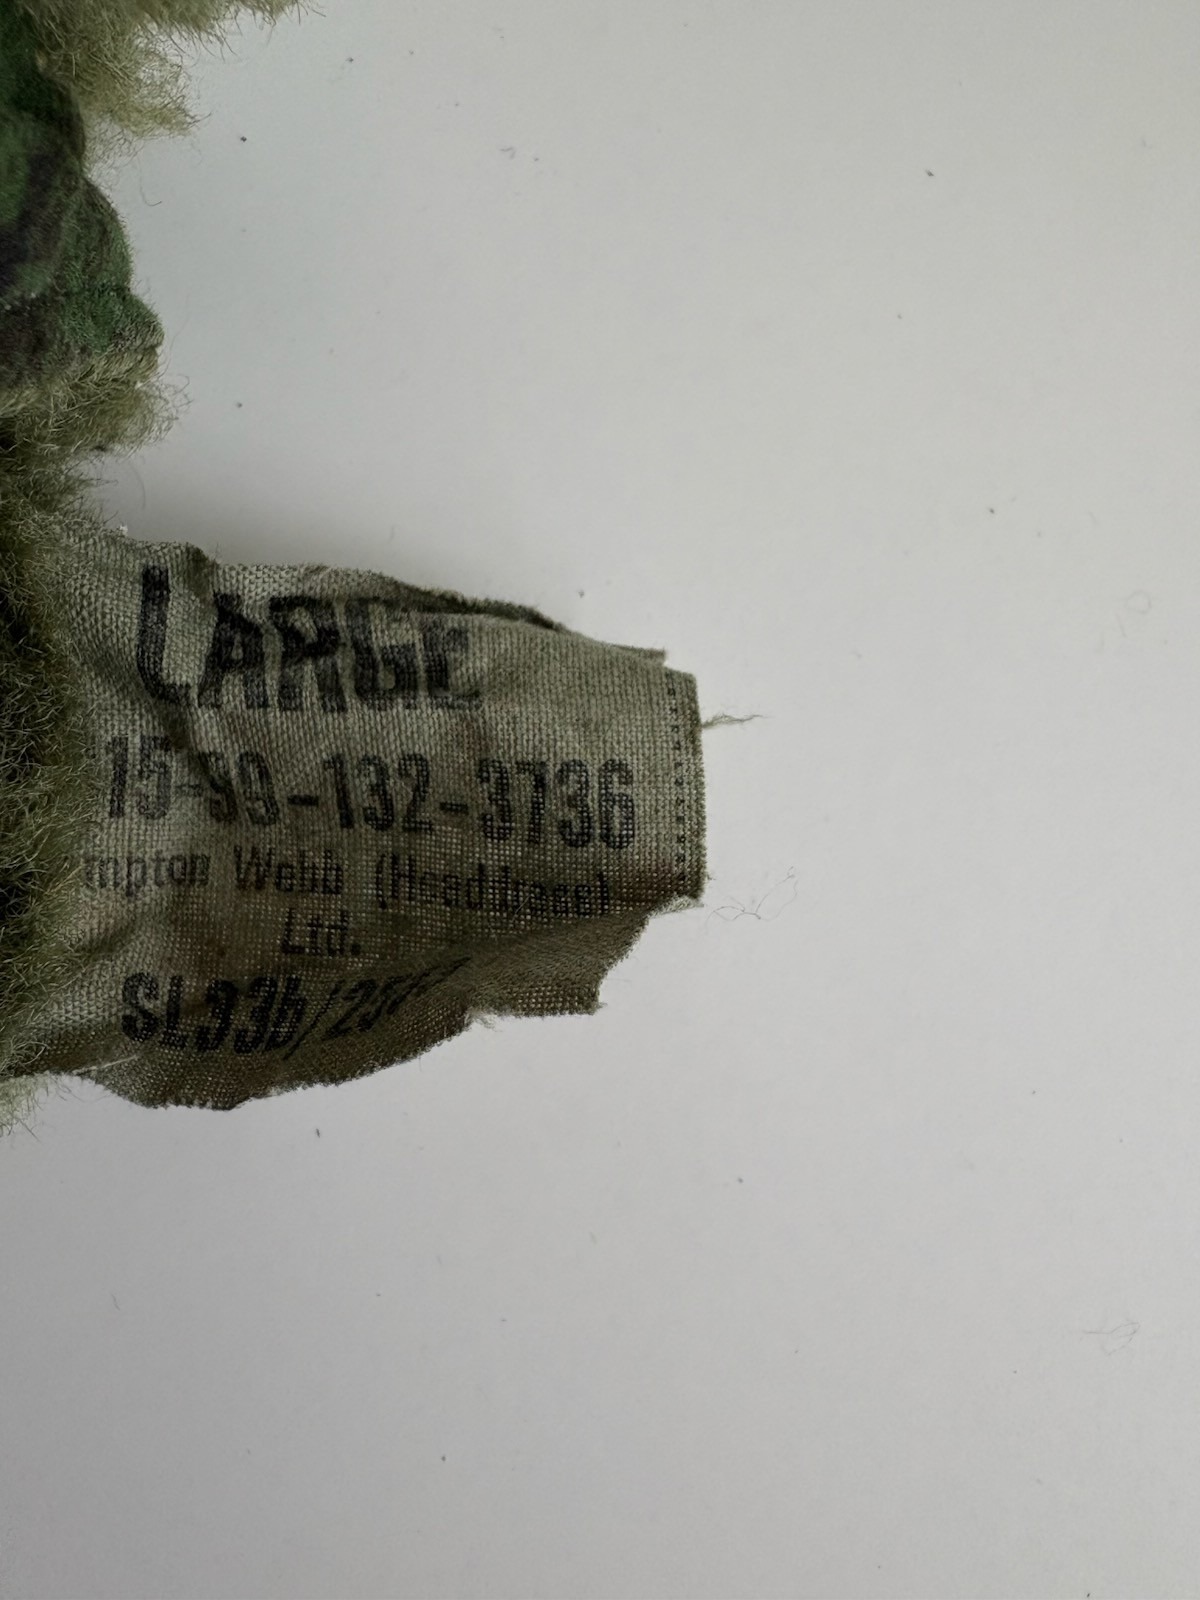 LARGE
15-99-132-3736
mpton Webb (Headdress)
Ltd.
SL33b/